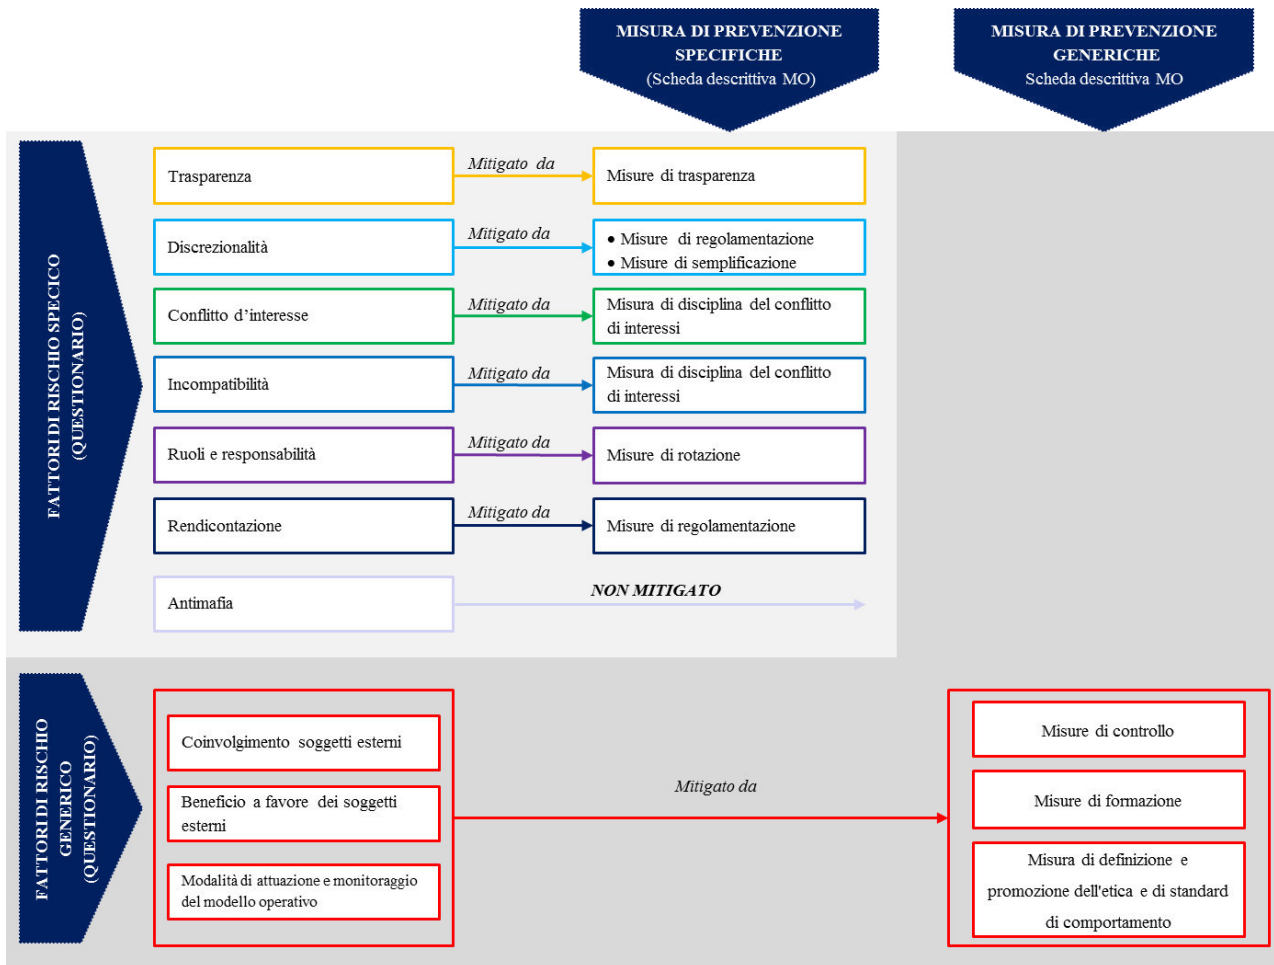 MISURA DI PREVENZIONE
SPECIFICHE
(Scheda descrittiva MO)
MISURA DI PREVENZIONE
GENERICHE
Scheda descrittiva MO
FATTORI DI RISCHIO SPECICO
(QUESTIONARIO)
Trasparenza
Mitigato da
Misure di trasparenza
Discrezionalità
Mitigato da
• Misure di regolamentazione
• Misure di semplificazione
Conflitto d'interesse
Mitigato da
Misura di disciplina del conflitto
di interessi
Incompatibilità
Mitigato da
Misura di disciplina del conflitto
di interessi
Ruoli e responsabilità
Mitigato da
Misure di rotazione
Rendicontazione
Mitigato da
Misure di regolamentazione
Antimafia
NON MITIGATO
FATTORI DI RISCHIO
GENERICO
(QUESTIONARIO)
Coinvolgimento soggetti esterni
Beneficio a favore dei soggetti
esterni
Modalità di attuazione e monitoraggio
del modello operativo
Mitigato da
Misure di controllo
Misure di formazione
Misura di definizione e
promozione dell'etica e di standard
di comportamento